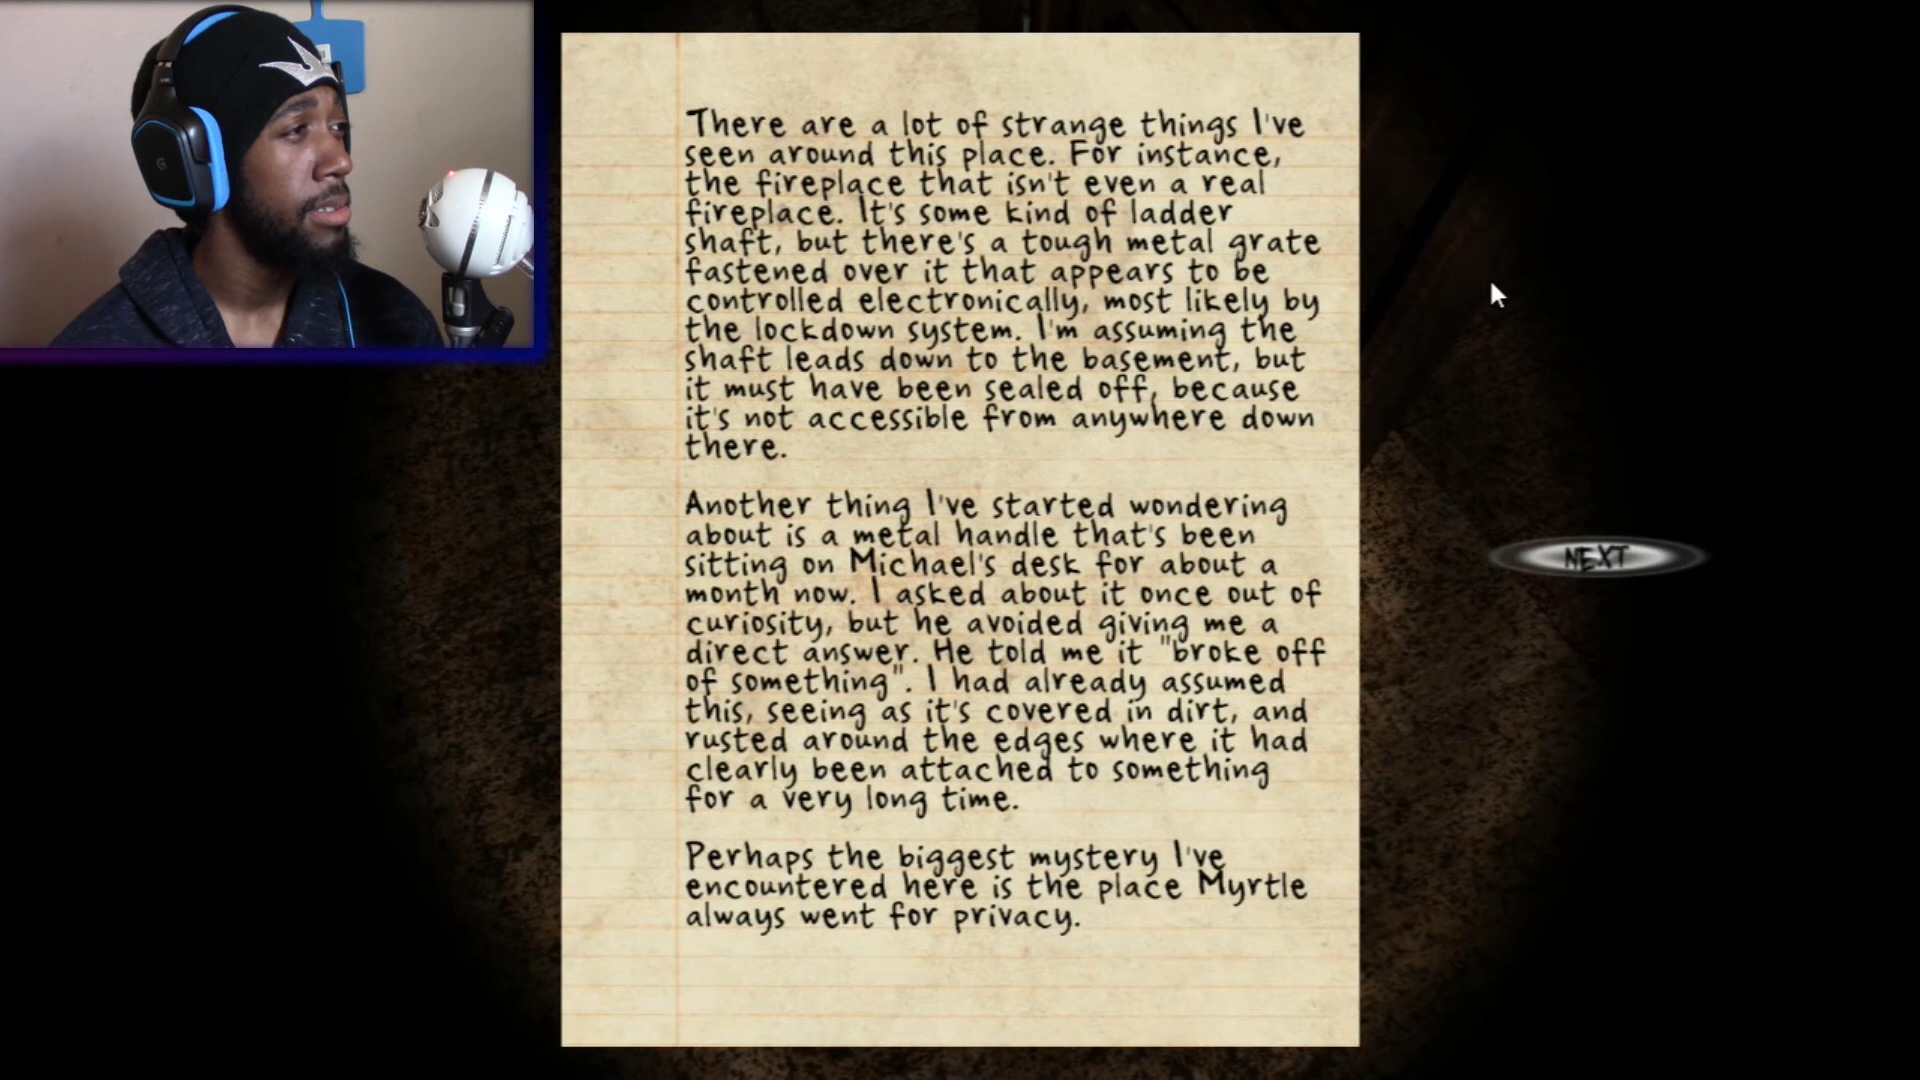 There are a lot of strange things I've
seen around this place. For instance,
the fireplace that isn't even a real
fireplace. It's some kind of ladder
shaft, but there's a tough metal grate
fastened over it that appears to be
controlled electronically, most likely by
the lockdown system. I'm assuming the
shaft leads down to the basement, but
it must have been sealed off, because
it's not accessible from anywhere down
there.
Another thing I've started wondering
about is a metal handle that's been
sitting on Michael's desk for about a
month now. I asked about it once out of
curiosity, but he avoided giving me a
direct answer. He told me it "broke off
of something". I had already assumed
this, seeing as it's covered in dirt, and
rusted around the edges where it had
clearly been attached to something
for a very long time.
Perhaps the biggest mystery I've
encountered here is the place Myrtle
always went for privacy.
NEXT